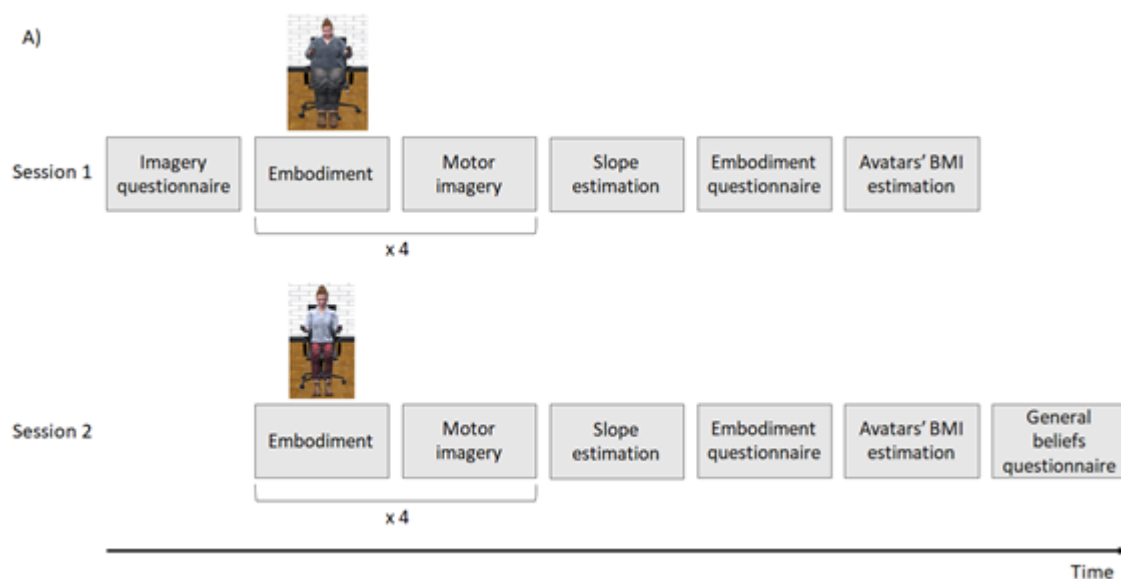 A)
Session 1
Imagery
questionnaire
Embodiment
Motor
imagery
Slope
estimation
Embodiment
questionnaire
Avatars' BMI
estimation
x 4
Session 2
Embodiment
Motor
imagery
Slope
estimation
Embodiment
questionnaire
Avatars' BMI
estimation
General
beliefs
questionnaire
x 4
Time